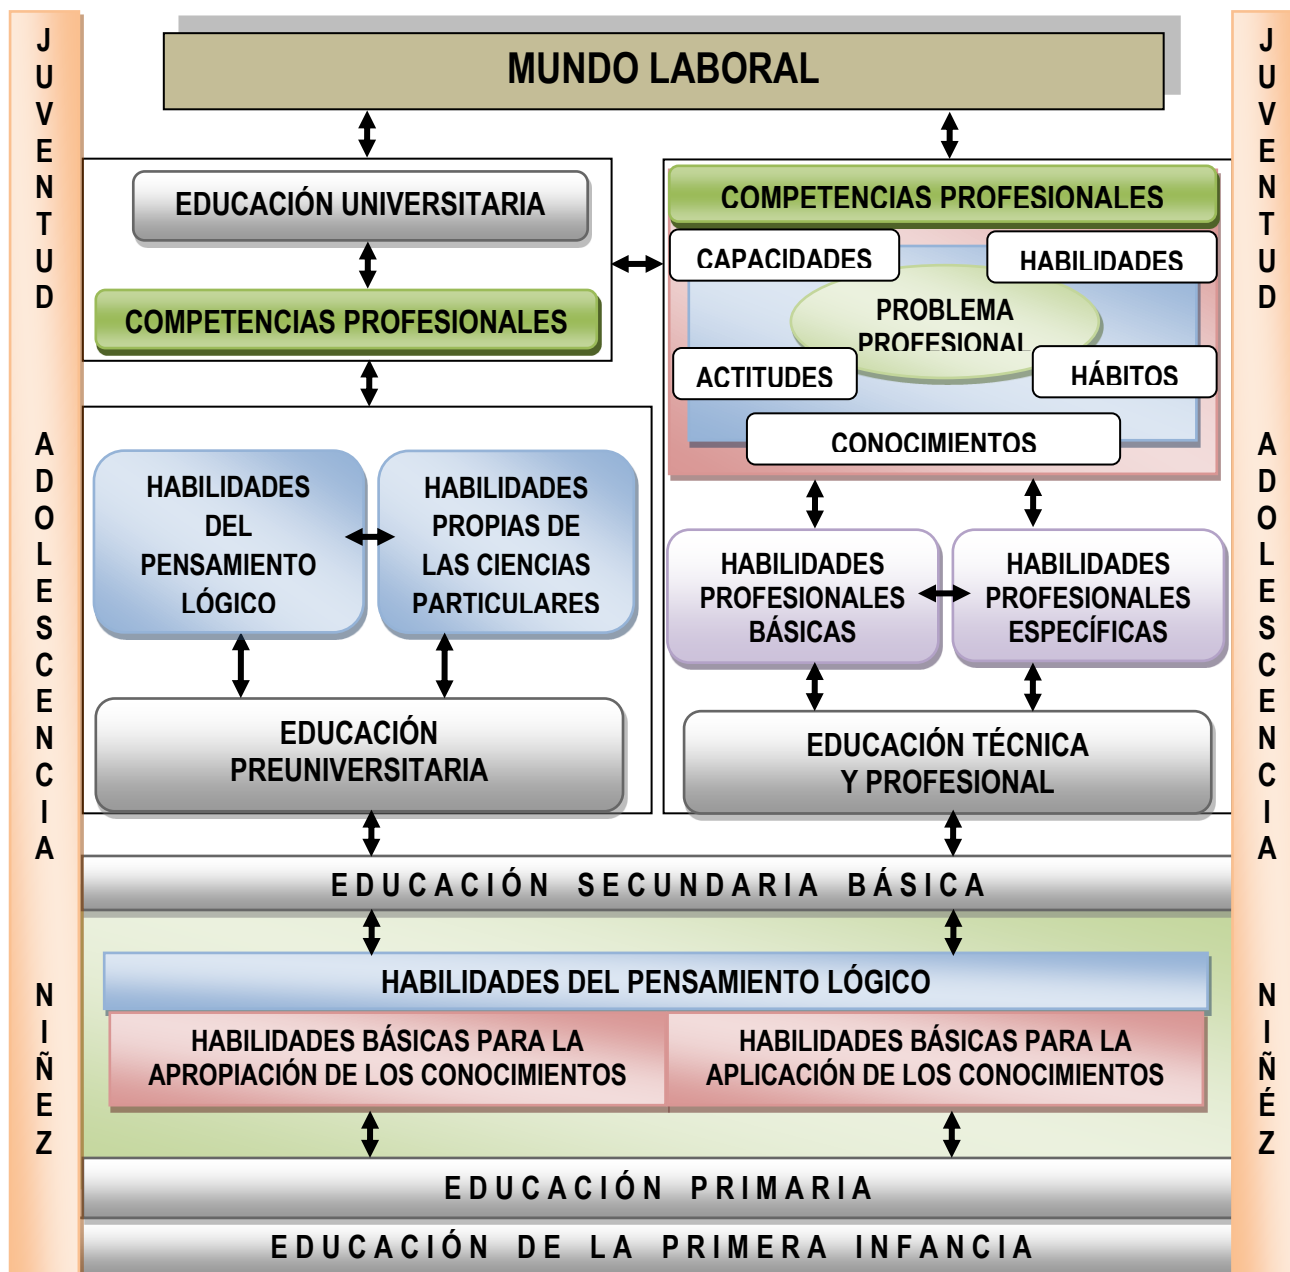 JUVENTUD
ADOLESCENCIA
NIÑEZ
MUNDO LABORAL
EDUCACIÓN UNIVERSITARIA
COMPETENCIAS PROFESIONALES
COMPETENCIAS PROFESIONALES
CAPACIDADES
HABILIDADES
PROBLEMA
PROFESIONAL
ACTITUDES
HÁBITOS
CONOCIMIENTOS
HABILIDADES
DEL
PENSAMIENTO
LÓGICO
HABILIDADES
PROPIAS DE
LAS CIENCIAS
PARTICULARES
HABILIDADES
PROFESIONALES
BÁSICAS
HABILIDADES
PROFESIONALES
ESPECÍFICAS
EDUCACIÓN
PREUNIVERSITARIA
EDUCACIÓN TÉCNICA
Y PROFESIONAL
EDUCACIÓN SECUNDARIA BÁSICA
HABILIDADES DEL PENSAMIENTO LÓGICO
HABILIDADES BÁSICAS PARA LA
APROPIACIÓN DE LOS CONOCIMIENTOS
HABILIDADES BÁSICAS PARA LA
APLICACIÓN DE LOS CONOCIMIENTOS
EDUCACIÓN PRIMARIA
EDUCACIÓN DE LA PRIMERA INFANCIA
JUVENTUD
ADOLESCENCIA
NIÑÉZ